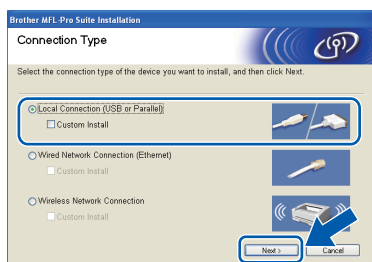 Brother MFL-Pro Suite Installation
Connection Type
Select the connection type of the device you want to install, and then click Next.
Local Connection (USB or Parallel)
Custom Install
Wired Network Connection (Ethernet)
Custom Install
Wireless Network Connection
Custom Install
Next >
Cancel